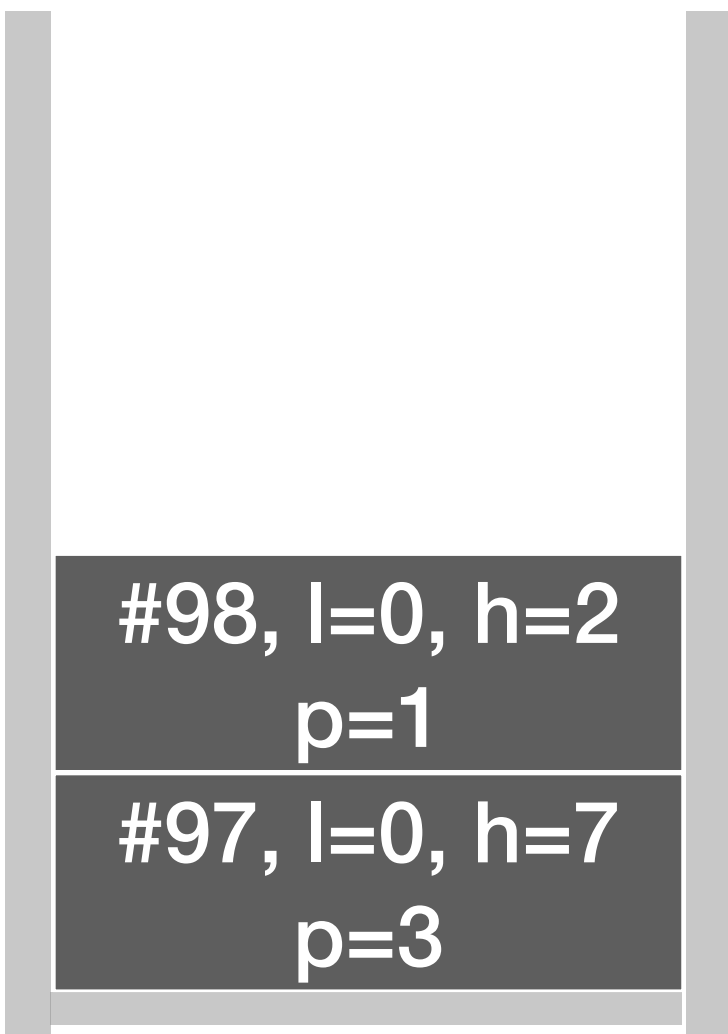 #98, l=0, h=2
p=1
#97, l=0, h=7
p=3